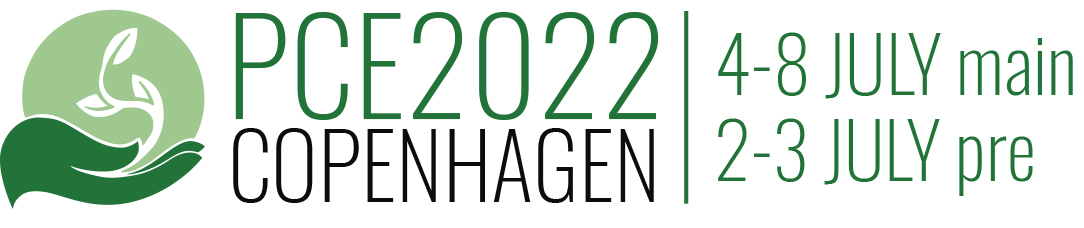 PCE2022
COPENHAGEN
4-8 JULY main
2-3 JULY pre